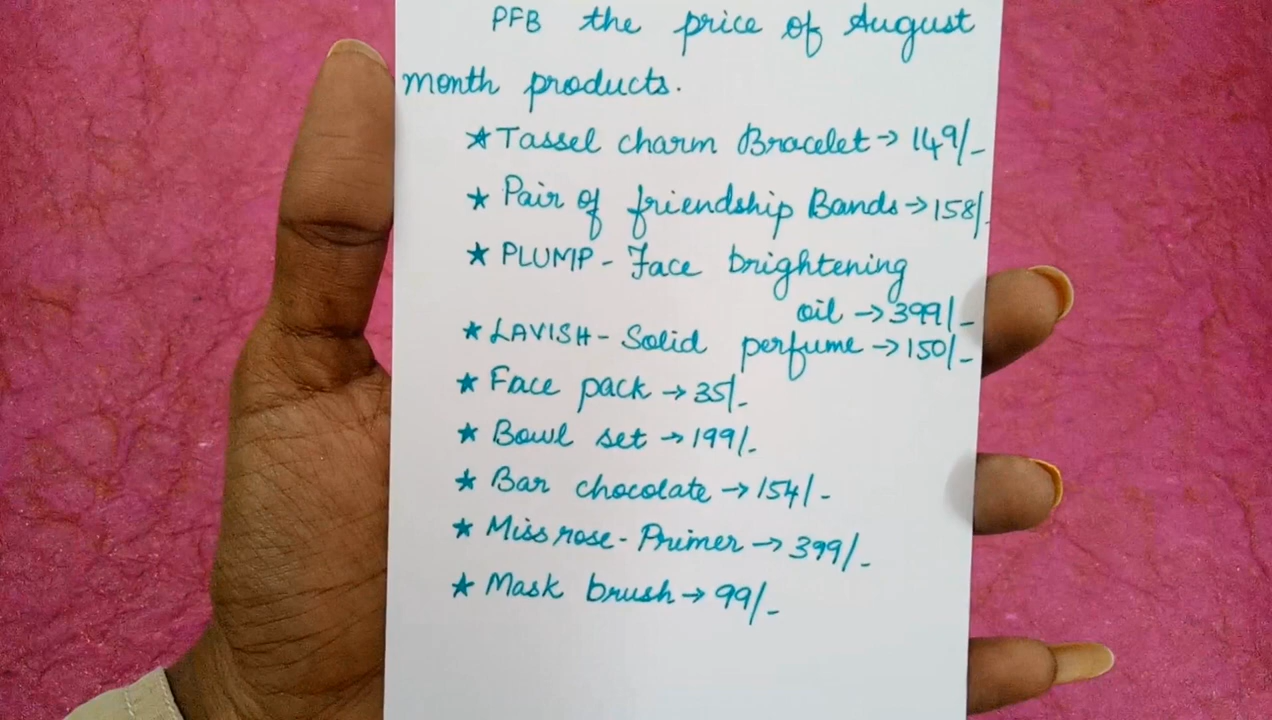 PFB the price of August
month products.
★ Tassel charm Bracelet → 149/-
★ Pair of friendship Bands → 158/-
★ PLUMP - Face brightening
oil → 399/-
★ LAVISH - Solid perfume → 150/-
★ Face pack → 35/-
★ Bowl set → 199/-
★ Bar chocolate → 154/-
★ Miss rose - Primer → 399/-
★ Mask brush → 99/-